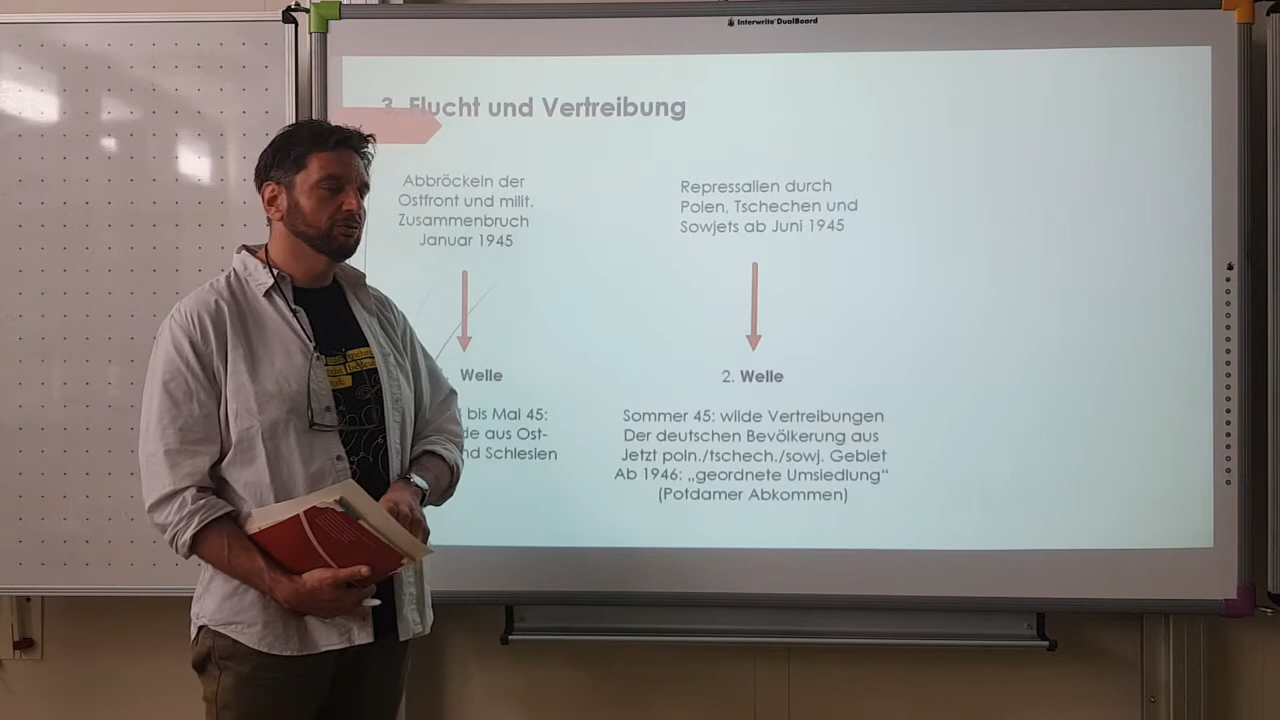 Interwrite DualBoard
3. Flucht und Vertreibung
Abbröckeln der
Ostfront und milit.
Zusammenbruch
Januar 1945
Repressalien durch
Polen, Tschechen und
Sowjets ab Juni 1945
Welle
bis Mai 45:
de aus Ost-
nd Schlesien
2. Welle
Sommer 45: wilde Vertreibungen
Der deutschen Bevölkerung aus
Jetzt poln./tschech./sowj. Gebiet
Ab 1946: „geordnete Umsiedlung“
(Potdamer Abkommen)